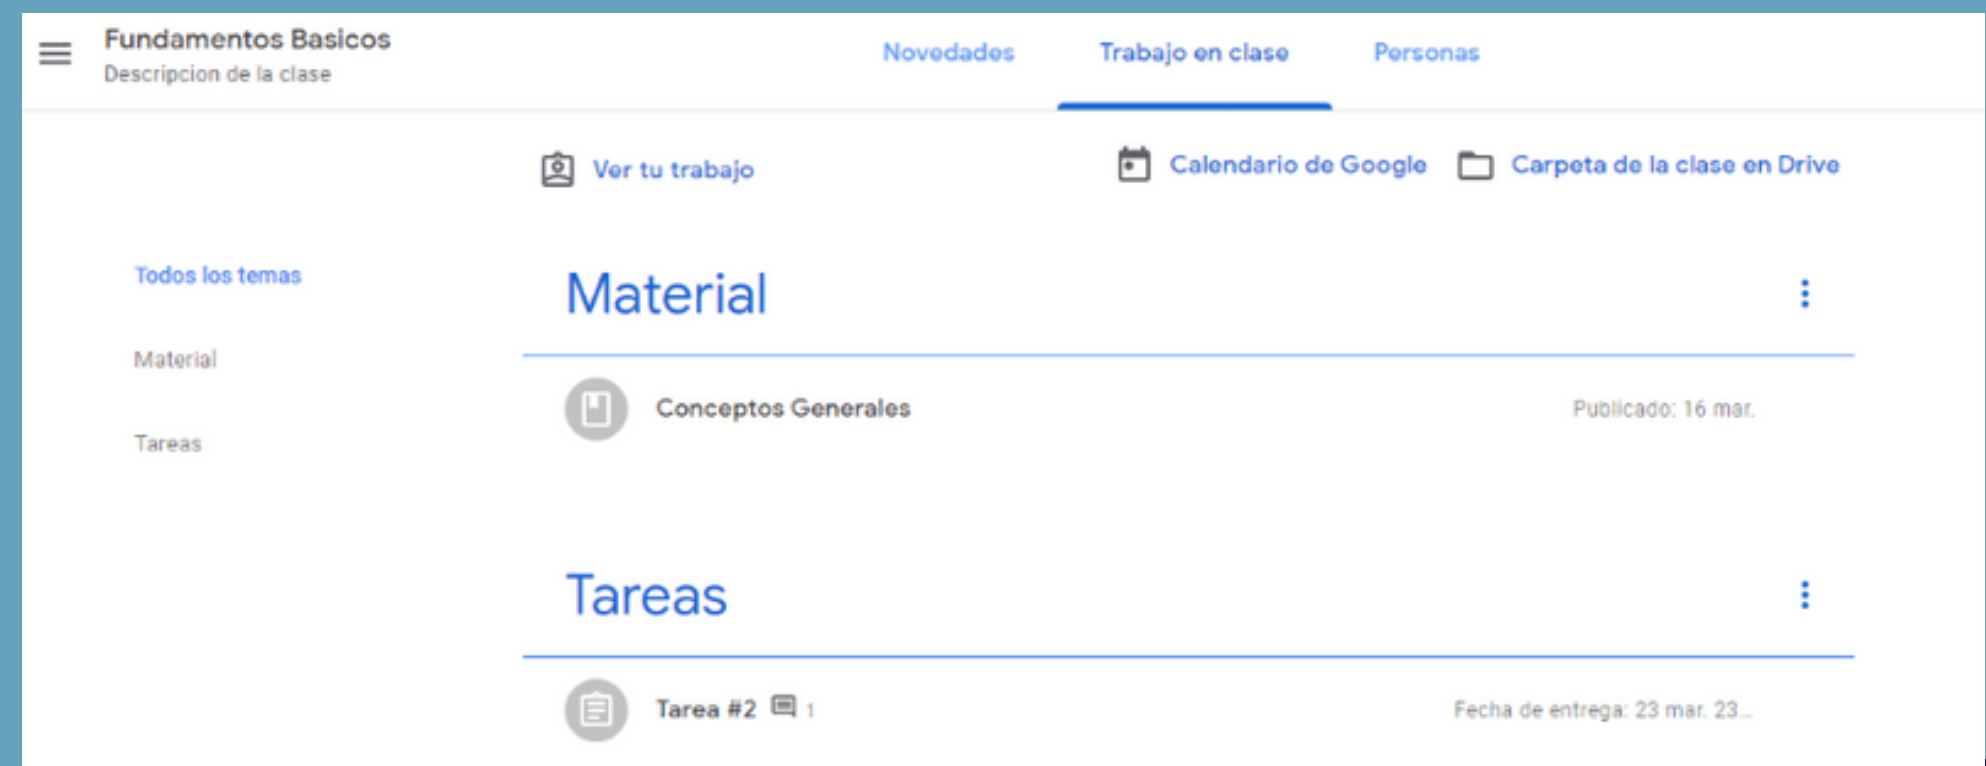 Fundamentos Basicos
Descripcion de la clase
Novedades
Trabajo en clase
Personas
Ver tu trabajo
Calendario de Google
Carpeta de la clase en Drive
Todos los temas
Material
Tareas
Material
Conceptos Generales
Publicado: 16 mar.
Tareas
Tarea #2 1
Fecha de entrega: 23 mar. 23...